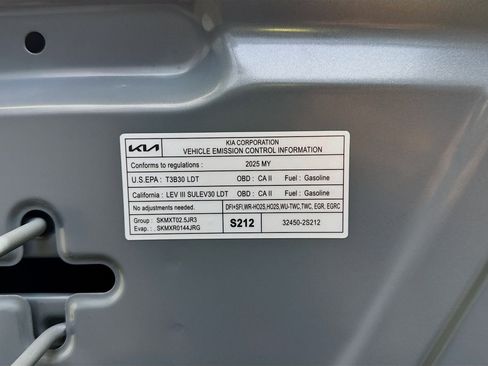 KIA
KIA CORPORATION
VEHICLE EMISSION CONTROL INFORMATION
Conforms to regulations : 2025 MY
U.S.EPA : T3B30 LDT OBD : CA II Fuel : Gasoline
California : LEV III SULEV30 LDT OBD : CA II Fuel : Gasoline
No adjustments needed. DFI+SFI,WR-HO2S,HO2S,WU-TWC,TWC, EGR, EGRC
Group : SKMXT02.5JR3
Evap. : SKMXR0144JRG
S212 32450-2S212